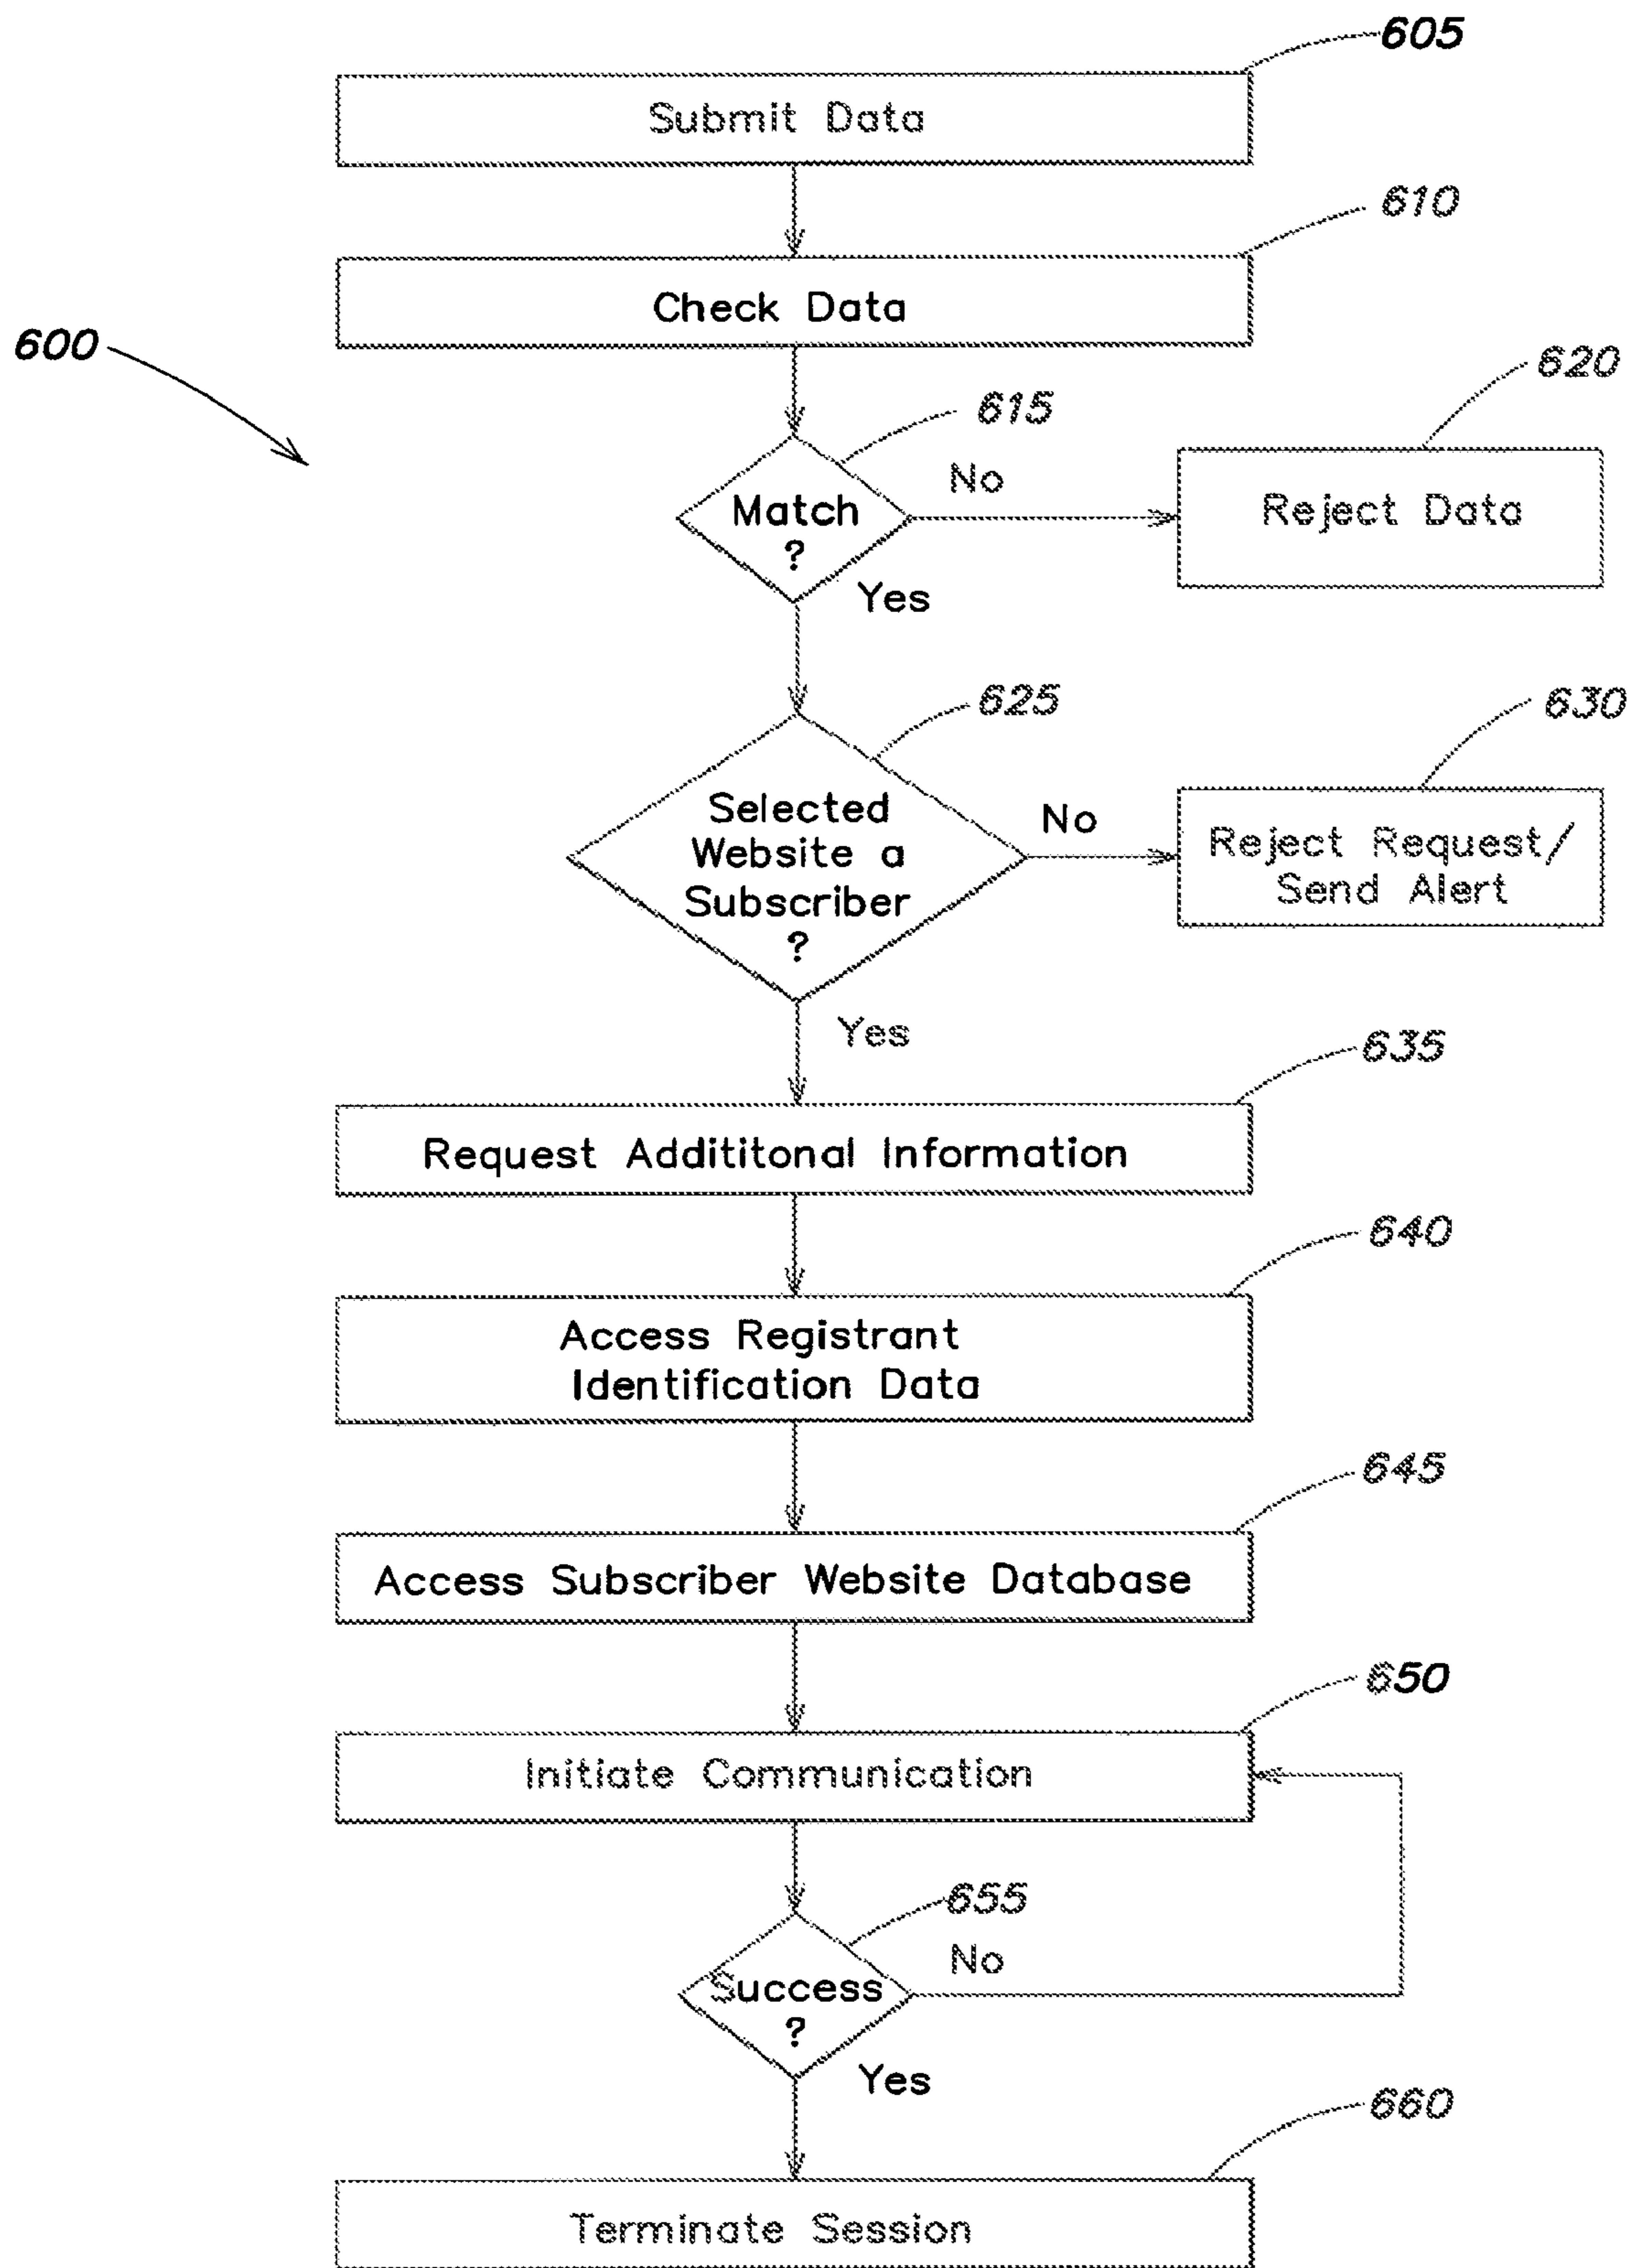 605
Submit Data
610
Check Data
600
615
620
Match
?
No
Reject Data
Yes
625
630
Selected
Website a
Subscriber
?
No
Reject Request/
Send Alert
Yes
635
Request Addititonal Information
640
Access Registrant
Identification Data
645
Access Subscriber Website Database
650
Initiate Communication
655
Success
?
No
Yes
660
Terminate Session